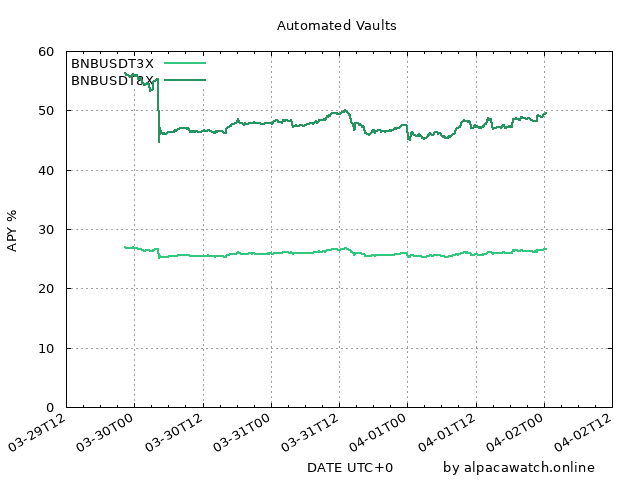 Automated Vaults
60
50
40
30
20
10
0
APY %
BNBUSDT3X
BNBUSDT8X
03-29T12
03-30T00
03-30T12
03-31T00
03-31T12
04-01T00
04-01T12
04-02T00
04-02T12
DATE UTC+0
by alpacawatch.online